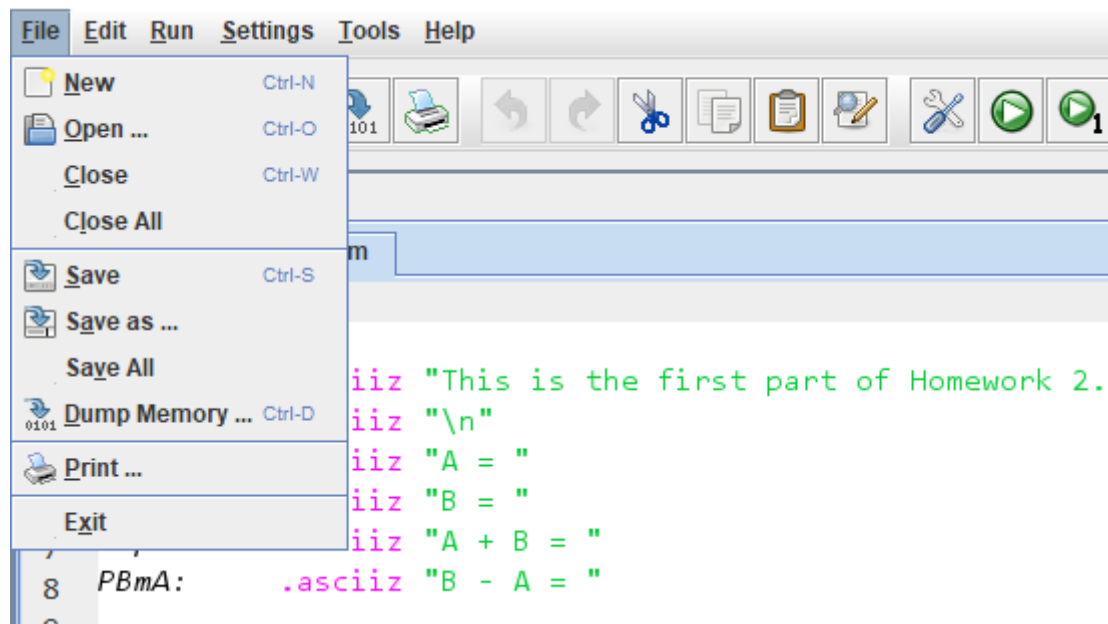 File Edit Run Settings Tools Help
New Ctrl-N
Open ... Ctrl-O
Close Ctrl-W
Close All
Save Ctrl-S
Save as ...
Save All
Dump Memory ... Ctrl-D
Print ...
Exit
101
1
m
iiz "This is the first part of Homework 2.
iiz "\n"
iiz "A = "
iiz "B = "
iiz "A + B = "
8 PBmA: .asciiz "B - A = "